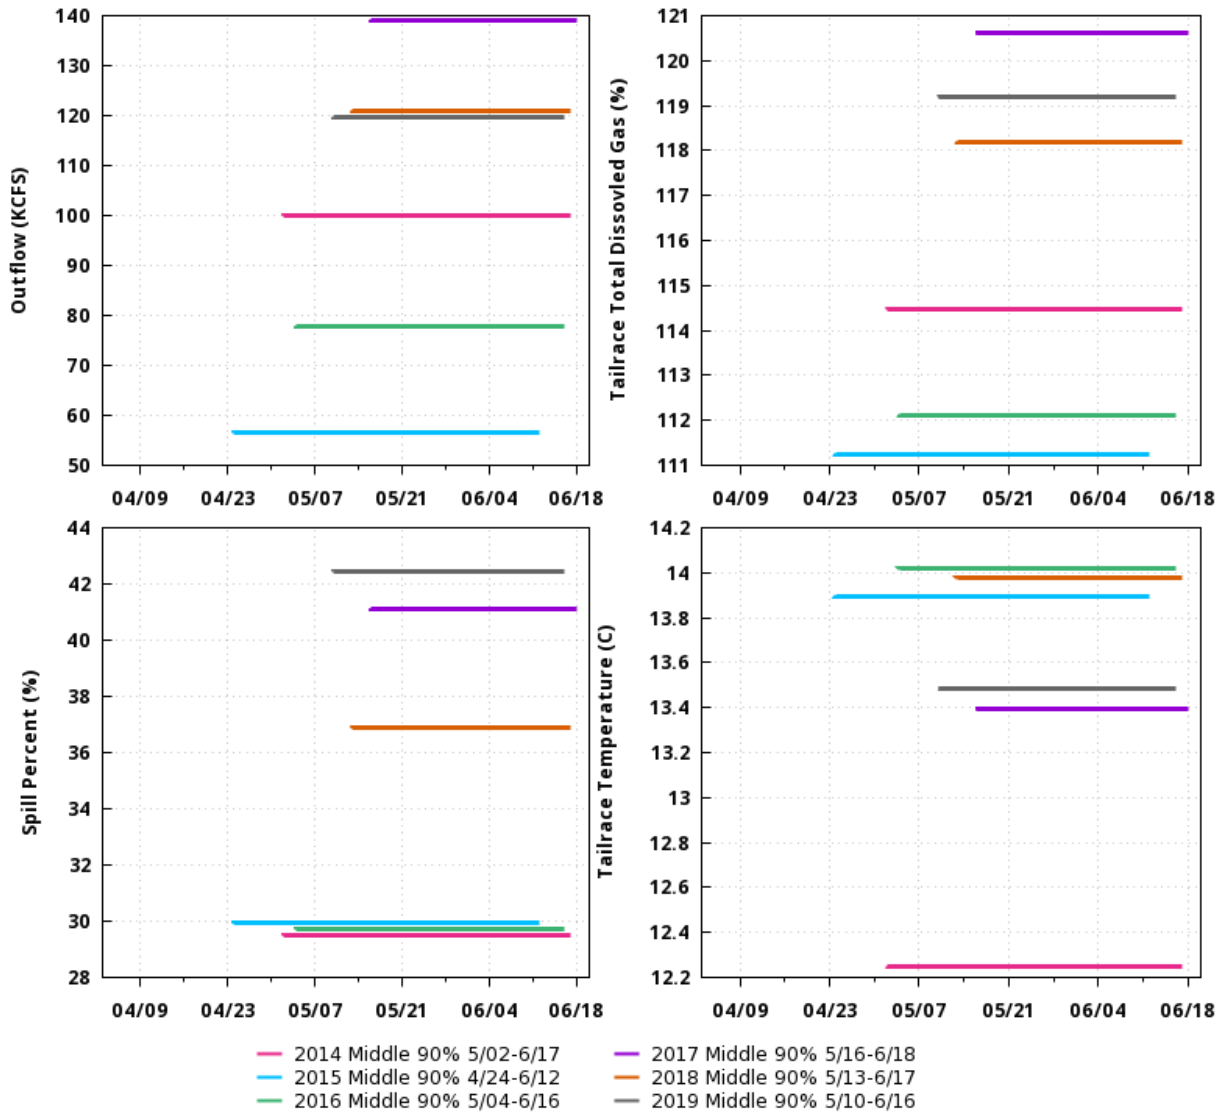 Outflow (KCFS)
140
130
120
110
100
90
80
70
60
50
04/09 04/23 05/07 05/21 06/04 06/18
Tailrace Total Dissovled Gas (%)
121
120
119
118
117
116
115
114
113
112
111
04/09 04/23 05/07 05/21 06/04 06/18
Spill Percent (%)
44
42
40
38
36
34
32
30
28
04/09 04/23 05/07 05/21 06/04 06/18
Tailrace Temperature (C)
14.2
14
13.8
13.6
13.4
13.2
13
12.8
12.6
12.4
12.2
04/09 04/23 05/07 05/21 06/04 06/18
2014 Middle 90% 5/02-6/17
2015 Middle 90% 4/24-6/12
2016 Middle 90% 5/04-6/16
2017 Middle 90% 5/16-6/18
2018 Middle 90% 5/13-6/17
2019 Middle 90% 5/10-6/16